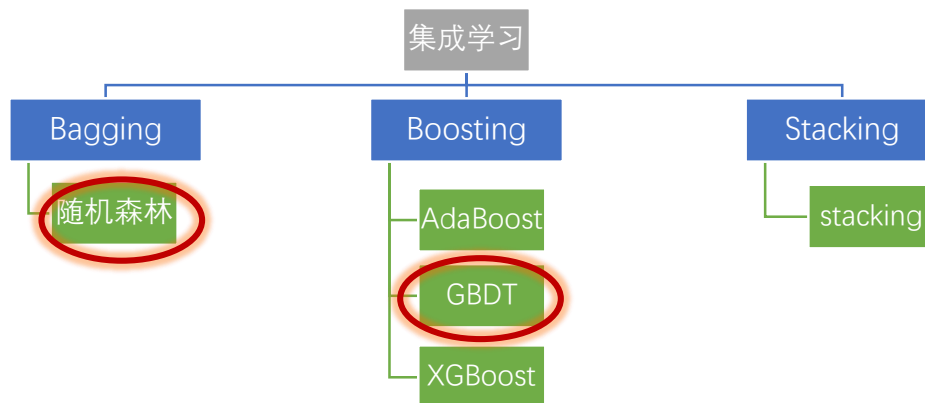 集成学习
Bagging
Boosting
Stacking
随机森林
AdaBoost
stacking
GBDT
XGBoost